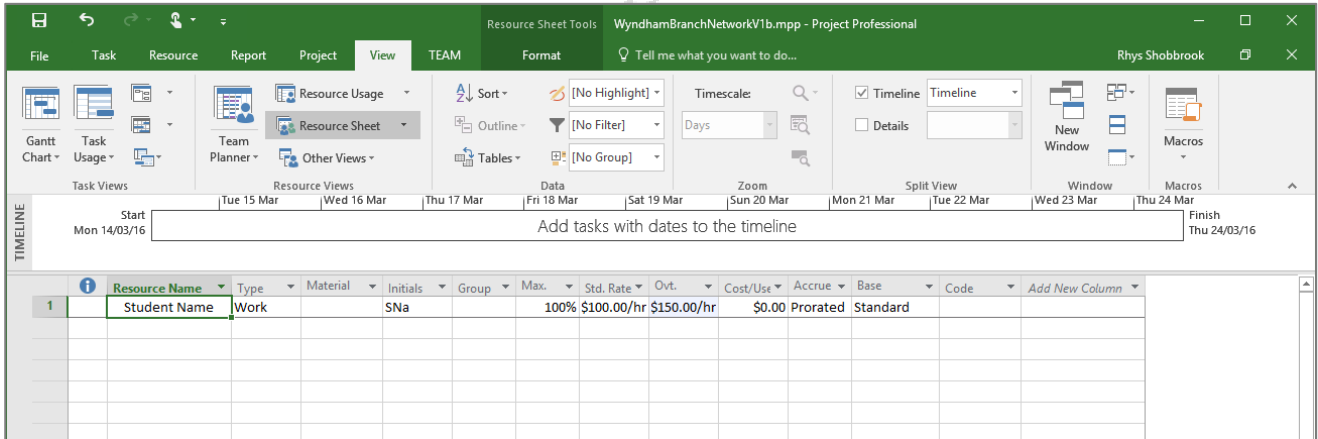 Resource Sheet Tools WyndhamBranchNetworkV1b.mpp - Project Professional
File Task Resource Report Project View TEAM Format Tell me what you want to do... Rhys Shobbrook
Gantt Chart
Task Usage
Task Views
Team Planner
Resource Usage
Resource Sheet
Other Views
Resource Views
Sort
Outline
Tables
[No Highlight]
[No Filter]
[No Group]
Data
Timescale:
Days
Zoom
Timeline Timeline
Details
Split View
New Window
Window
Macros
Macros
TIMELINE
Tue 15 Mar Wed 16 Mar Thu 17 Mar Fri 18 Mar Sat 19 Mar Sun 20 Mar Mon 21 Mar Tue 22 Mar Wed 23 Mar Thu 24 Mar
Start
Mon 14/03/16
Add tasks with dates to the timeline
Finish
Thu 24/03/16
Resource Name Type Material Initials Group Max. Std. Rate Ovt. Cost/Use Accrue Base Code Add New Column
1 Student Name Work SNa 100% $100.00/hr $150.00/hr $0.00 Prorated Standard